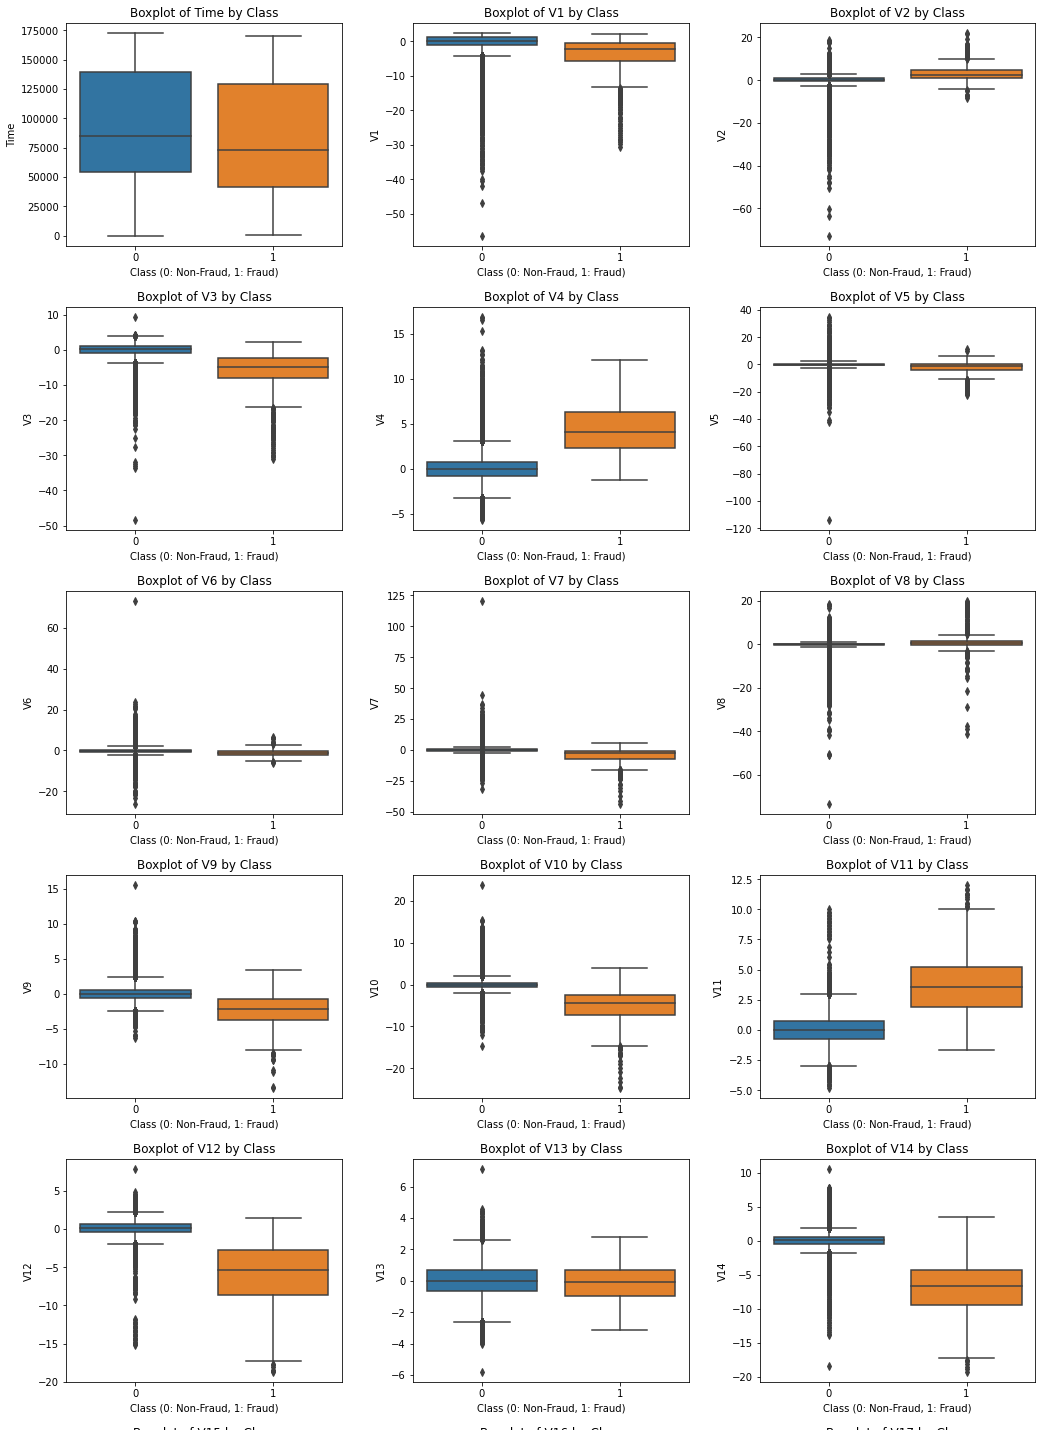 Boxplot of Time by Class
Boxplot of V1 by Class
Boxplot of V2 by Class
Time
175000
150000
125000
100000
75000
50000
25000
0
V1
0
−10
−20
−30
−40
−50
V2
20
0
−20
−40
−60
0 1
0 1
0 1
Class (0: Non-Fraud, 1: Fraud)
Class (0: Non-Fraud, 1: Fraud)
Class (0: Non-Fraud, 1: Fraud)
Boxplot of V3 by Class
Boxplot of V4 by Class
Boxplot of V5 by Class
V3
10
0
−10
−20
−30
−40
−50
V4
15
10
5
0
−5
V5
40
20
0
−20
−40
−60
−80
−100
−120
0 1
0 1
0 1
Class (0: Non-Fraud, 1: Fraud)
Class (0: Non-Fraud, 1: Fraud)
Class (0: Non-Fraud, 1: Fraud)
Boxplot of V6 by Class
Boxplot of V7 by Class
Boxplot of V8 by Class
V6
60
40
20
0
−20
V7
125
100
75
50
25
0
−25
−50
V8
20
0
−20
−40
−60
0 1
0 1
0 1
Class (0: Non-Fraud, 1: Fraud)
Class (0: Non-Fraud, 1: Fraud)
Class (0: Non-Fraud, 1: Fraud)
Boxplot of V9 by Class
Boxplot of V10 by Class
Boxplot of V11 by Class
V9
15
10
5
0
−5
−10
V10
20
10
0
−10
−20
V11
12.5
10.0
7.5
5.0
2.5
0.0
−2.5
−5.0
0 1
0 1
0 1
Class (0: Non-Fraud, 1: Fraud)
Class (0: Non-Fraud, 1: Fraud)
Class (0: Non-Fraud, 1: Fraud)
Boxplot of V12 by Class
Boxplot of V13 by Class
Boxplot of V14 by Class
V12
5
0
−5
−10
−15
−20
V13
6
4
2
0
−2
−4
−6
V14
10
5
0
−5
−10
−15
−20
0 1
0 1
0 1
Class (0: Non-Fraud, 1: Fraud)
Class (0: Non-Fraud, 1: Fraud)
Class (0: Non-Fraud, 1: Fraud)
Boxplot of V15 by Class
Boxplot of V16 by Class
Boxplot of V17 by Class